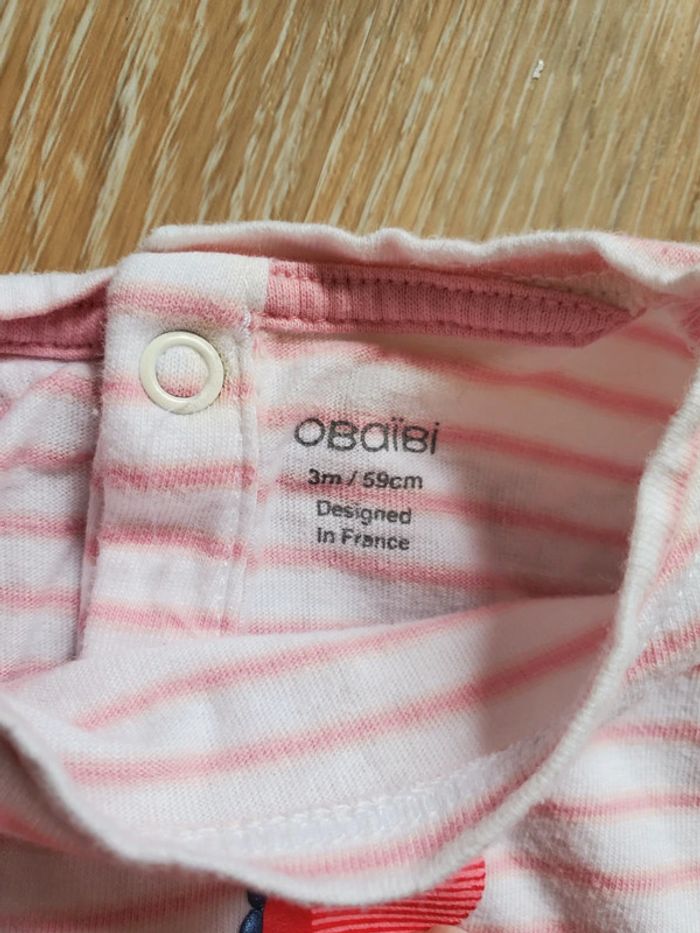 OBaïBi
3m / 59cm
Designed
in France